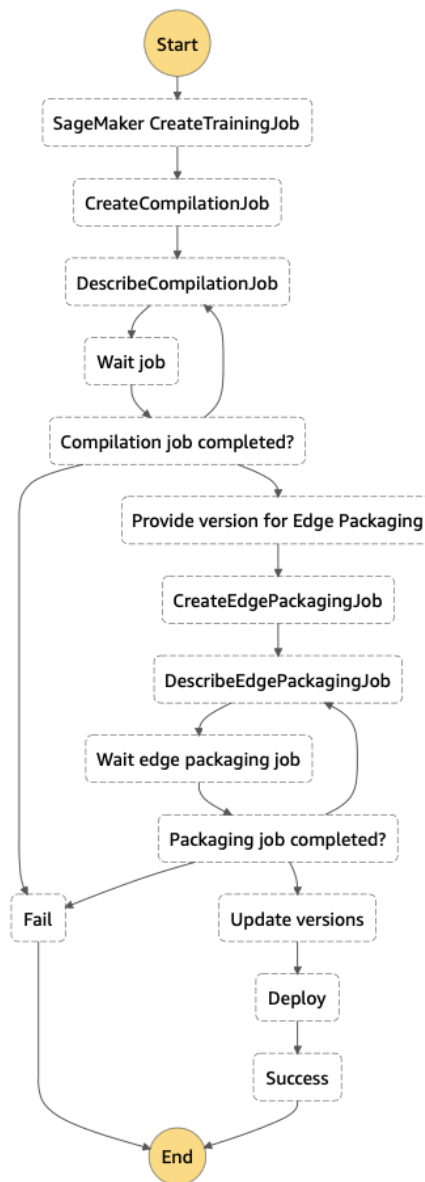 Start
SageMaker CreateTrainingJob
CreateCompilationJob
DescribeCompilationJob
Wait job
Compilation job completed?
Provide version for Edge Packaging
CreateEdgePackagingJob
DescribeEdgePackagingJob
Wait edge packaging job
Packaging job completed?
Fail
Update versions
Deploy
Success
End